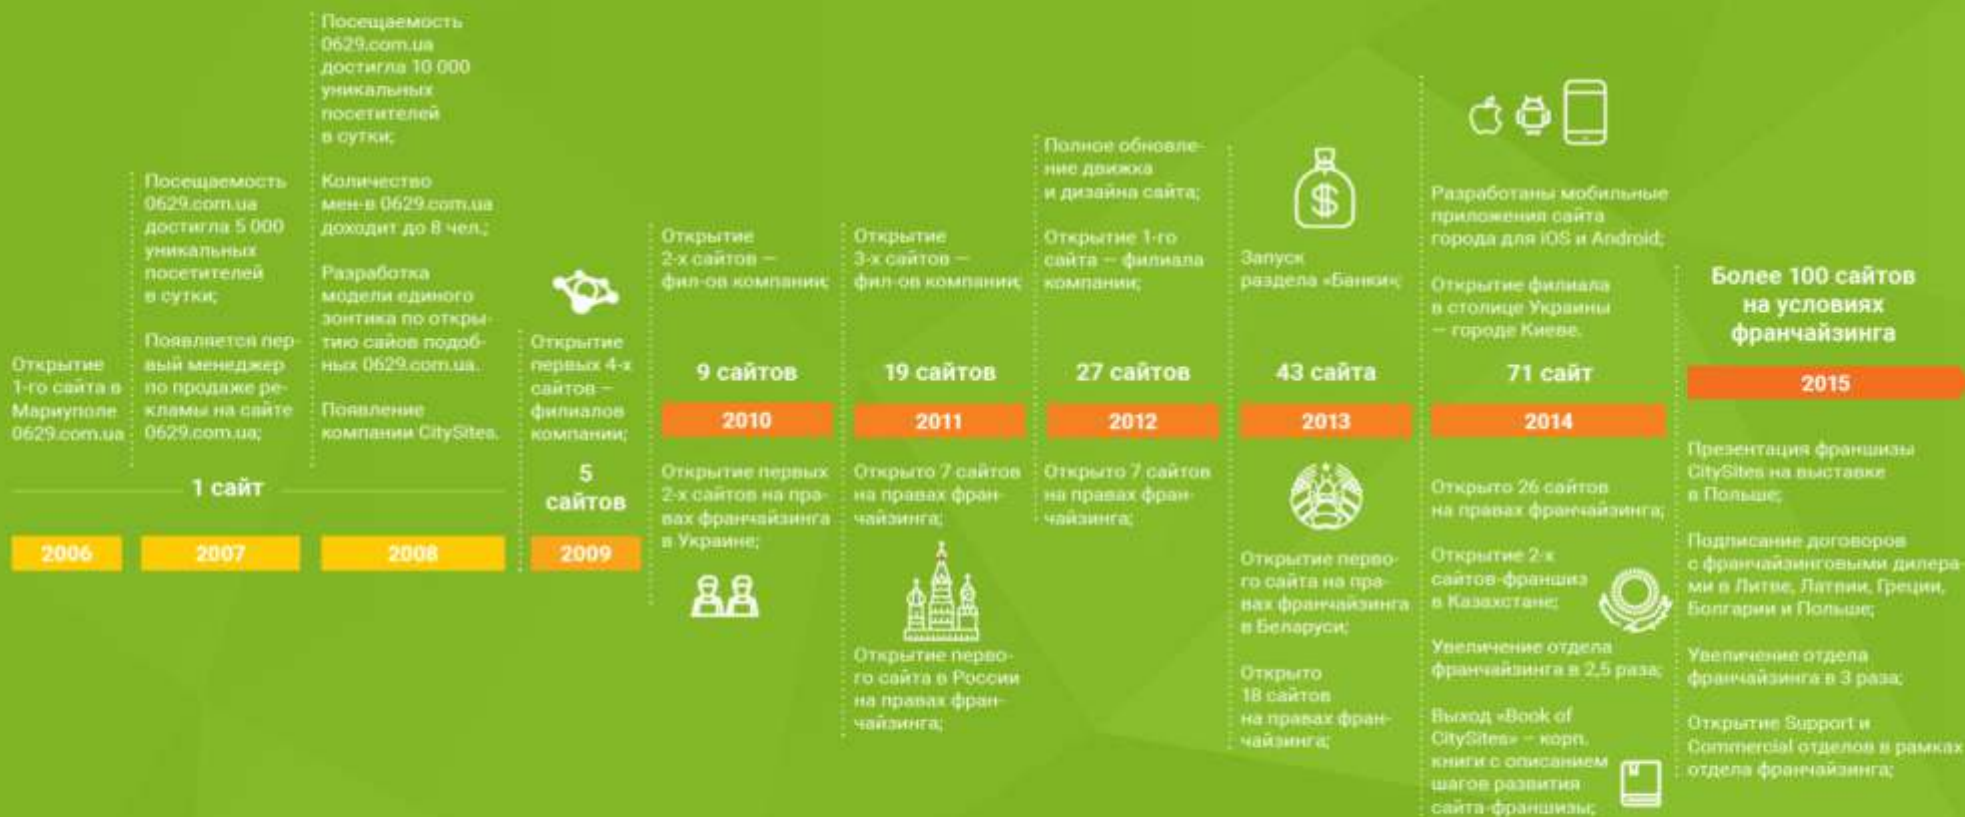 Открытие
1-го сайта в
Мариуполе
0629.com.ua
Посещаемость
0629.com.ua
достигла 5 000
уникальных
посетителей
в сутки;
Появляется пер-
вый менеджер
по продаже ре-
кламы на сайте
0629.com.ua;
Посещаемость
0629.com.ua
достигла 10 000
уникальных
посетителей
в сутки;
Количество
мен-в 0629.com.ua
доходит до 8 чел.;
Разработка
модели единого
зонтика по откры-
тию сайов подоб-
ных 0629.com.ua.
Появление
компании CitySites.
1 сайт
2006
2007
2008
Открытие
первых 4-х
сайтов —
филиалов
компании;
5
сайтов
2009
Открытие
2-х сайтов —
фил-ов компании;
9 сайтов
2010
Открытие первых
2-х сайтов на пра-
вах франчайзинга
в Украине;
Открытие
3-х сайтов —
фил-ов компании;
19 сайтов
2011
Открыто 7 сайтов
на правах фран-
чайзинга;
Открытие перво-
го сайта в России
на правах фран-
чайзинга;
Полное обновле-
ние движка
и дизайна сайта;
Открытие 1-го
сайта — филиала
компании;
27 сайтов
2012
Открыто 7 сайтов
на правах фран-
чайзинга;
$
Запуск
раздела «Банки»;
43 сайта
2013
Открытие перво-
го сайта на пра-
вах франчайзинга
в Беларуси;
Открыто
18 сайтов
на правах фран-
чайзинга;
Разработаны мобильные
приложения сайта
города для iOS и Android;
Открытие филиала
в столице Украины
— городе Киеве.
71 сайт
2014
Открыто 26 сайтов
на правах франчайзинга;
Открытие 2-х
сайтов-франшиз
в Казахстане;
Увеличение отдела
франчайзинга в 2,5 раза;
Выход «Book of
CitySites» – корп.
книги с описанием
шагов развития
сайта-франшизы;
Более 100 сайтов
на условиях
франчайзинга
2015
Презентация франшизы
CitySites на выставке
в Польше;
Подписание договоров
с франчайзинговыми дилера-
ми в Литве, Латвии, Греции,
Болгарии и Польше;
Увеличение отдела
франчайзинга в 3 раза;
Открытие Support и
Commercial отделов в рамках
отдела франчайзинга;